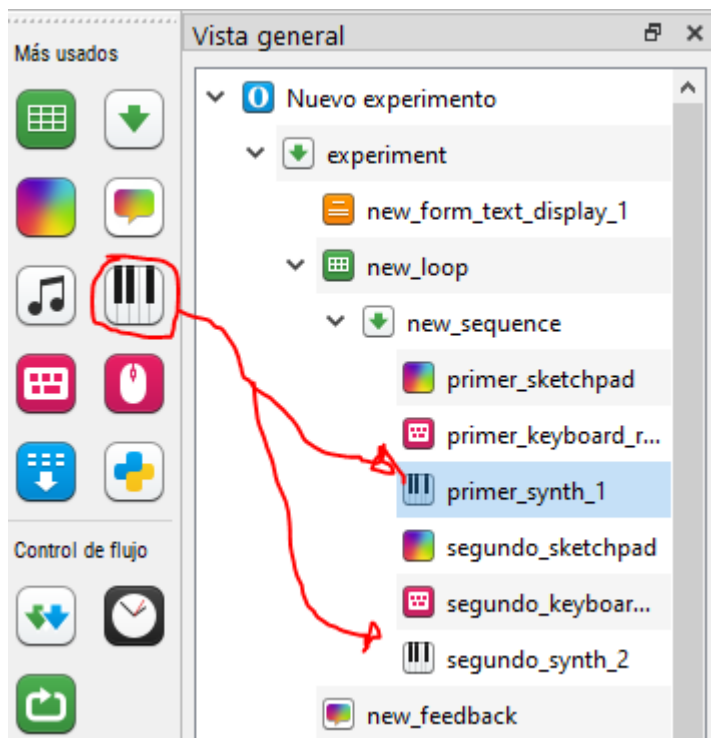 Más usados
Vista general
Nuevo experimento
experiment
new_form_text_display_1
new_loop
new_sequence
primer_sketchpad
primer_keyboard_r...
primer_synth_1
segundo_sketchpad
Control de flujo
segundo_keyboar...
segundo_synth_2
new_feedback